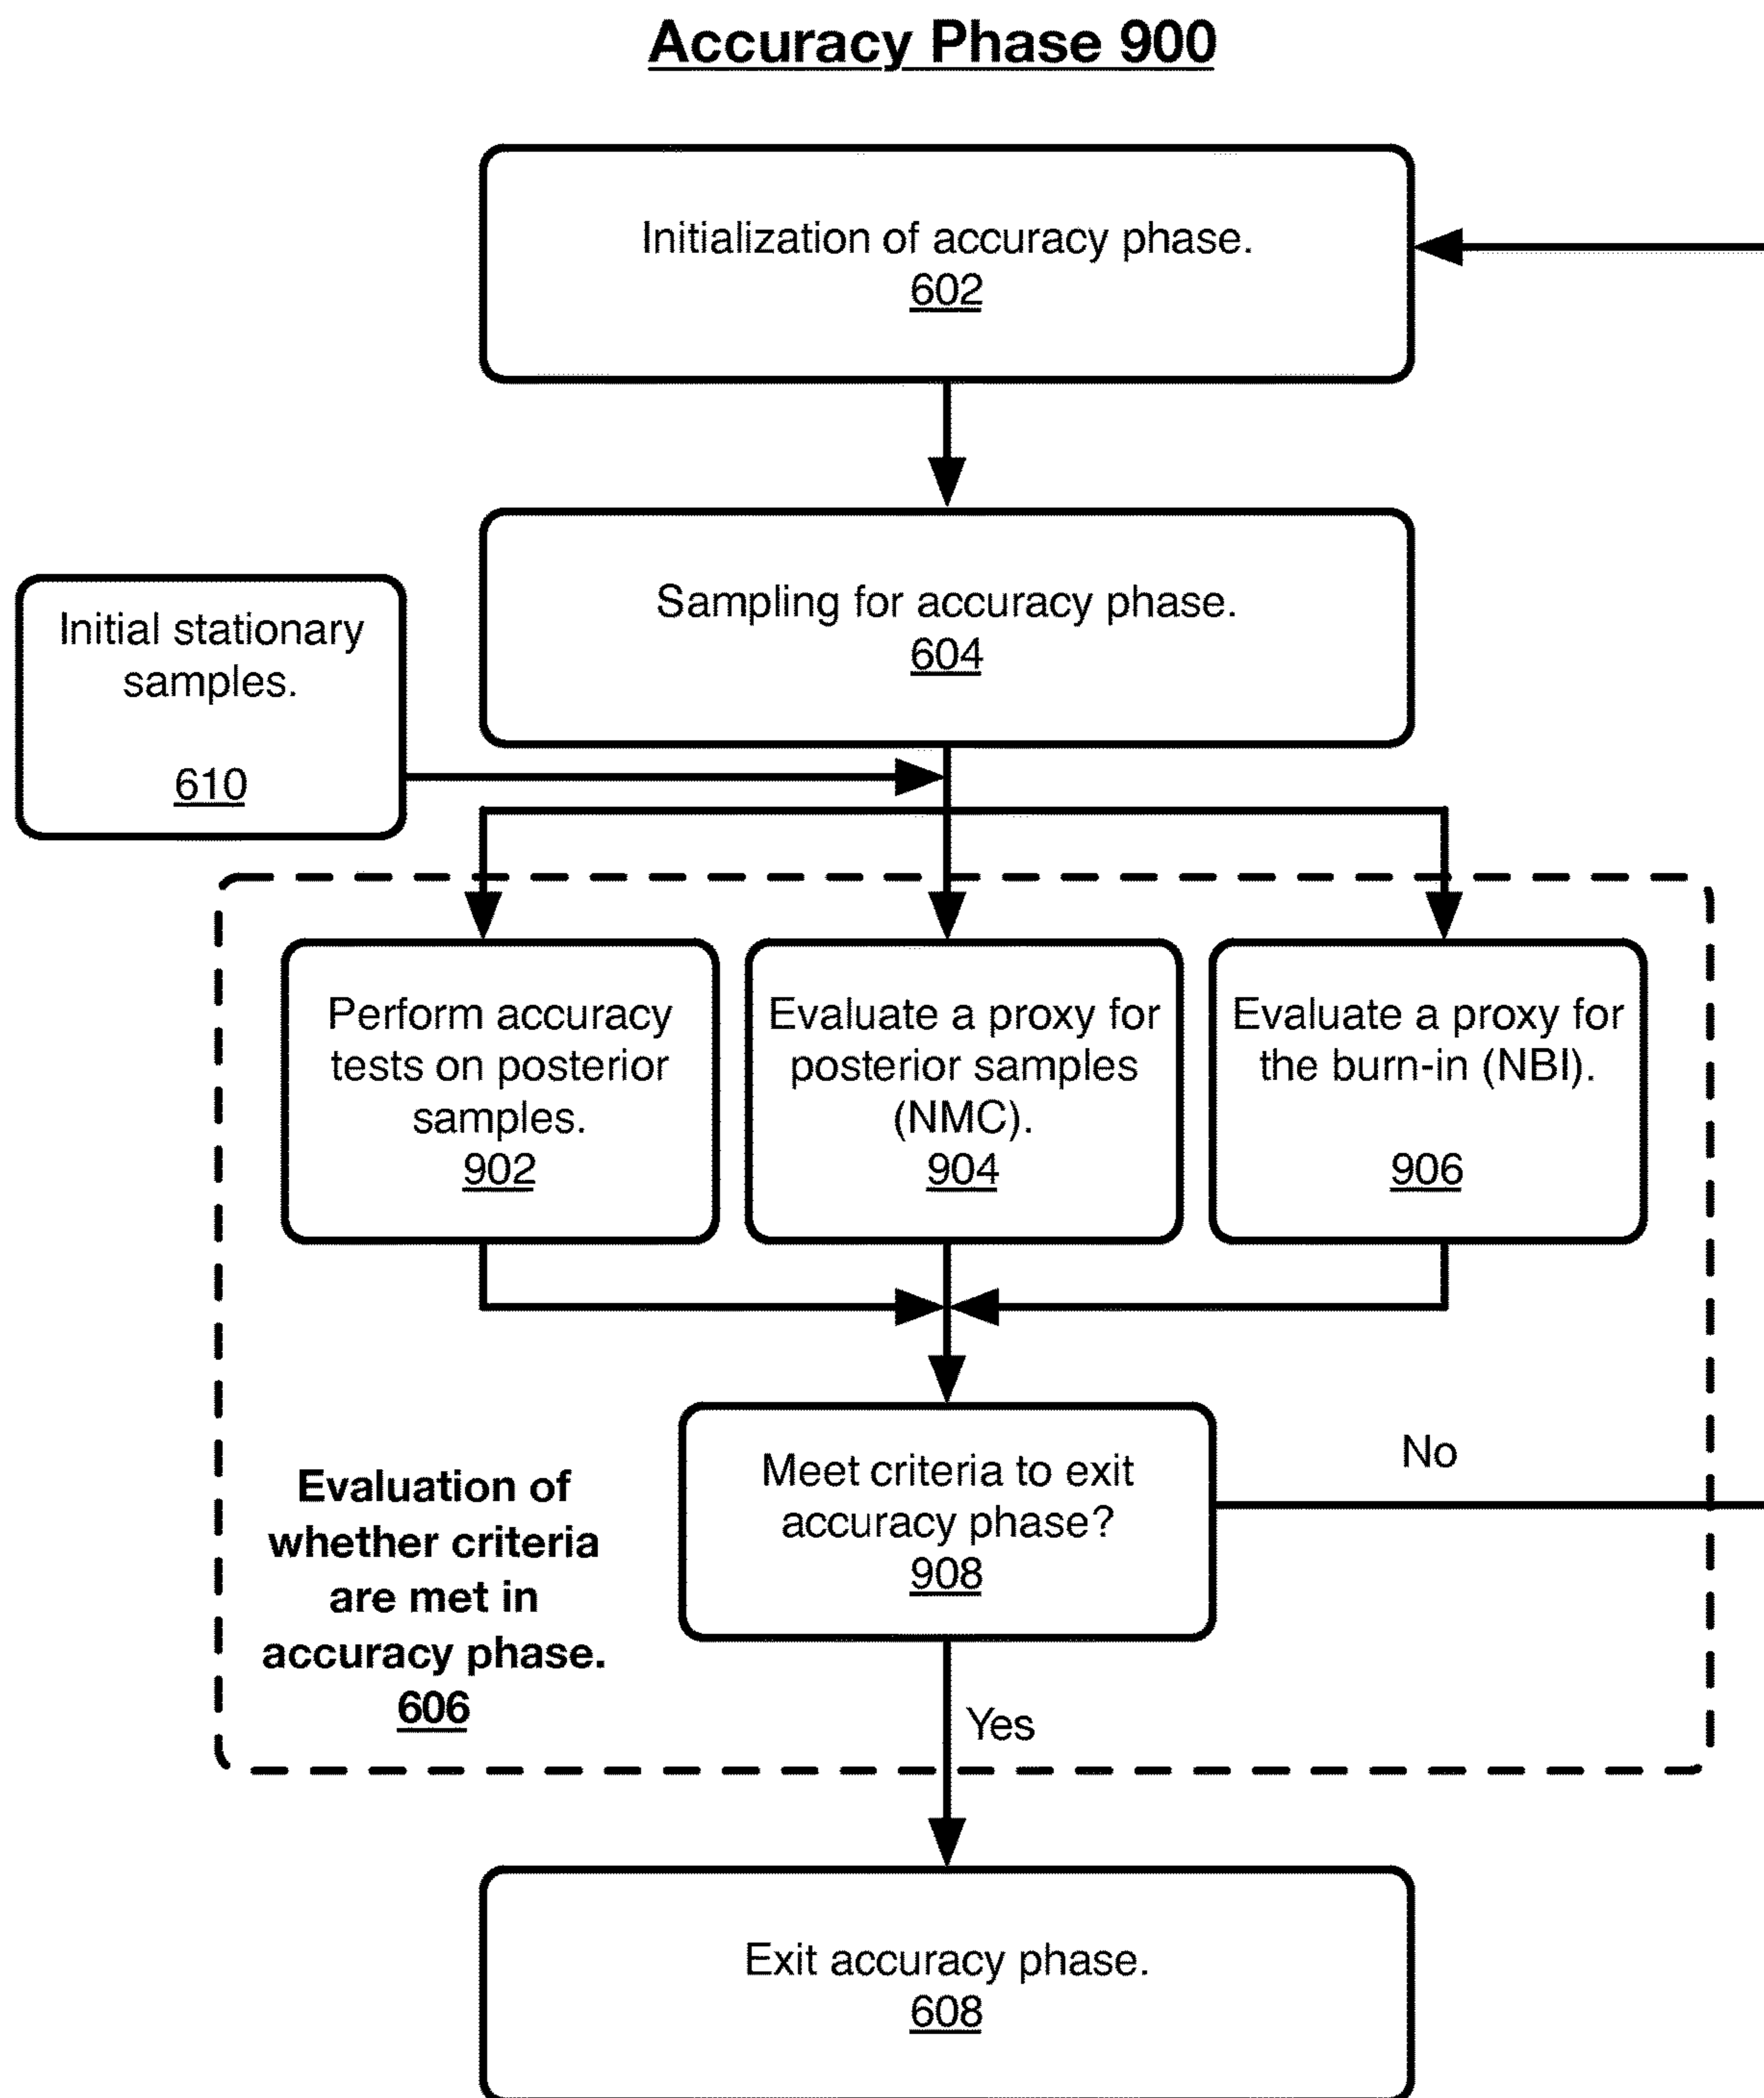 Accuracy Phase 900
Initialization of accuracy phase.
602
Sampling for accuracy phase.
604
Initial stationary
samples.
610
Perform accuracy
tests on posterior
samples.
902
Evaluate a proxy for
posterior samples
(NMC).
904
Evaluate a proxy for
the burn-in (NBI).
906
Meet criteria to exit
accuracy phase?
908
No
Evaluation of
whether criteria
are met in
accuracy phase.
606
Yes
Exit accuracy phase.
608